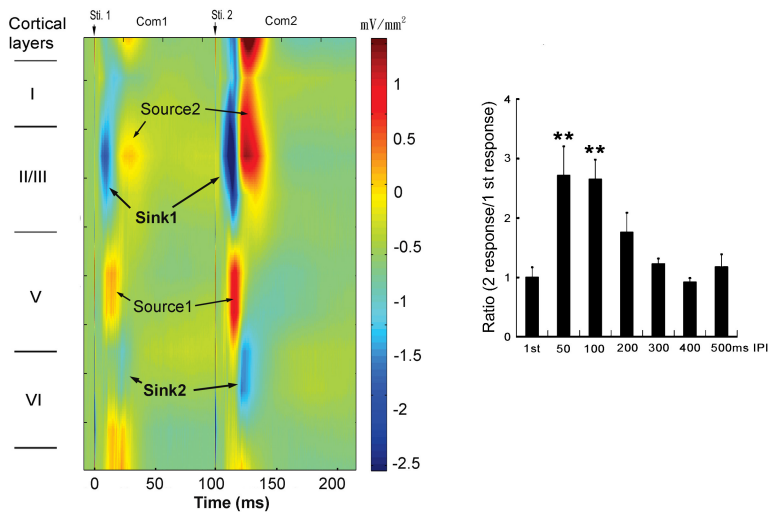 Cortical layers
Sti. 1
Com1
Sti. 2
Com2
mV/mm²
I
II/III
V
VI
Source2
Sink1
Source1
Sink2
1
0.5
0
-0.5
-1
-1.5
-2
-2.5
0 50 100 150 200
Time (ms)
Ratio (2 response/1 st response)
4
3
2
1
0
** **
1st 50 100 200 300 400 500ms IPI